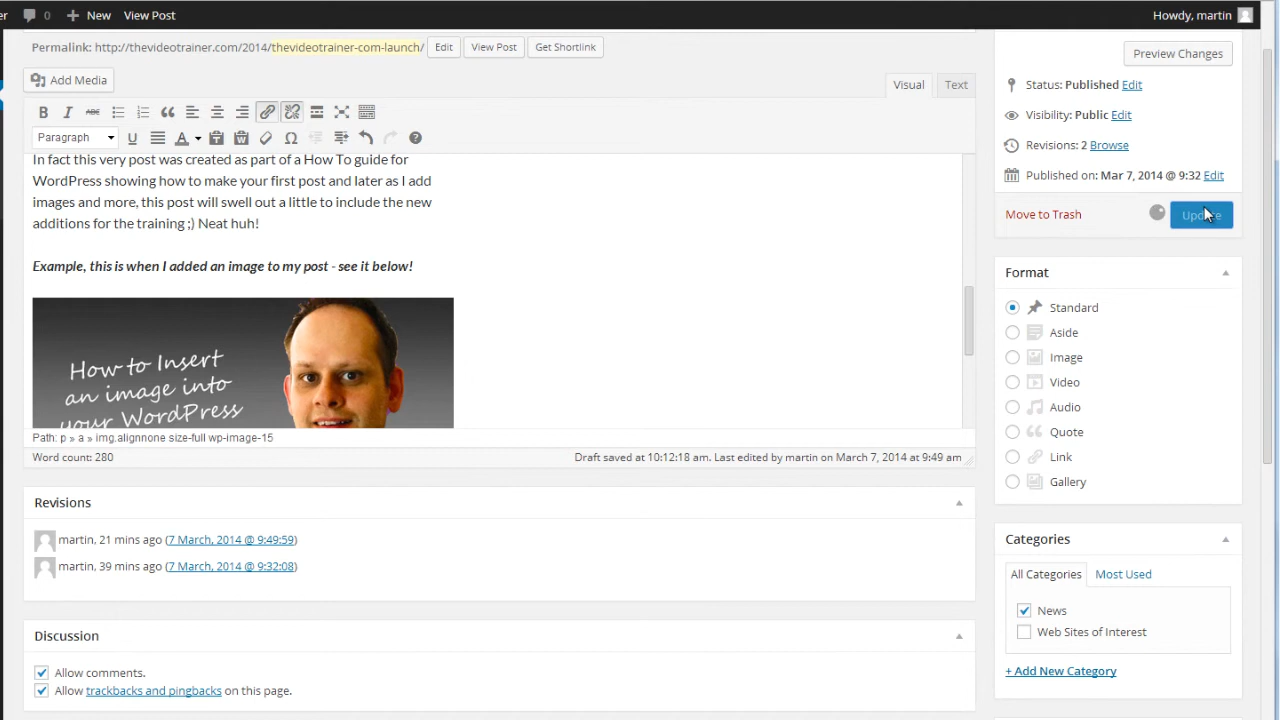 er 0 New View Post Howdy, martin
Permalink: http://thevideotrainer.com/2014/thevideotrainer-com-launch/ Edit View Post Get Shortlink
Preview Changes
Add Media Visual Text
Status: Published Edit
B I ABC
Visibility: Public Edit
Paragraph U A Ω
Revisions: 2 Browse
In fact this very post was created as part of a How To guide for
WordPress showing how to make your first post and later as I add
images and more, this post will swell out a little to include the new
additions for the training ;) Neat huh!
Published on: Mar 7, 2014 @ 9:32 Edit
Move to Trash Update
Example, this is when I added an image to my post - see it below!
How to Insert
an image into
your WordPress
Path: p » a » img.alignnone size-full wp-image-15
Word count: 280 Draft saved at 10:12:18 am. Last edited by martin on March 7, 2014 at 9:49 am
Format
Standard
Aside
Image
Video
Audio
Quote
Link
Gallery
Revisions
martin, 21 mins ago (7 March, 2014 @ 9:49:59)
martin, 39 mins ago (7 March, 2014 @ 9:32:08)
Categories
All Categories Most Used
News
Web Sites of Interest
+ Add New Category
Discussion
Allow comments.
Allow trackbacks and pingbacks on this page.